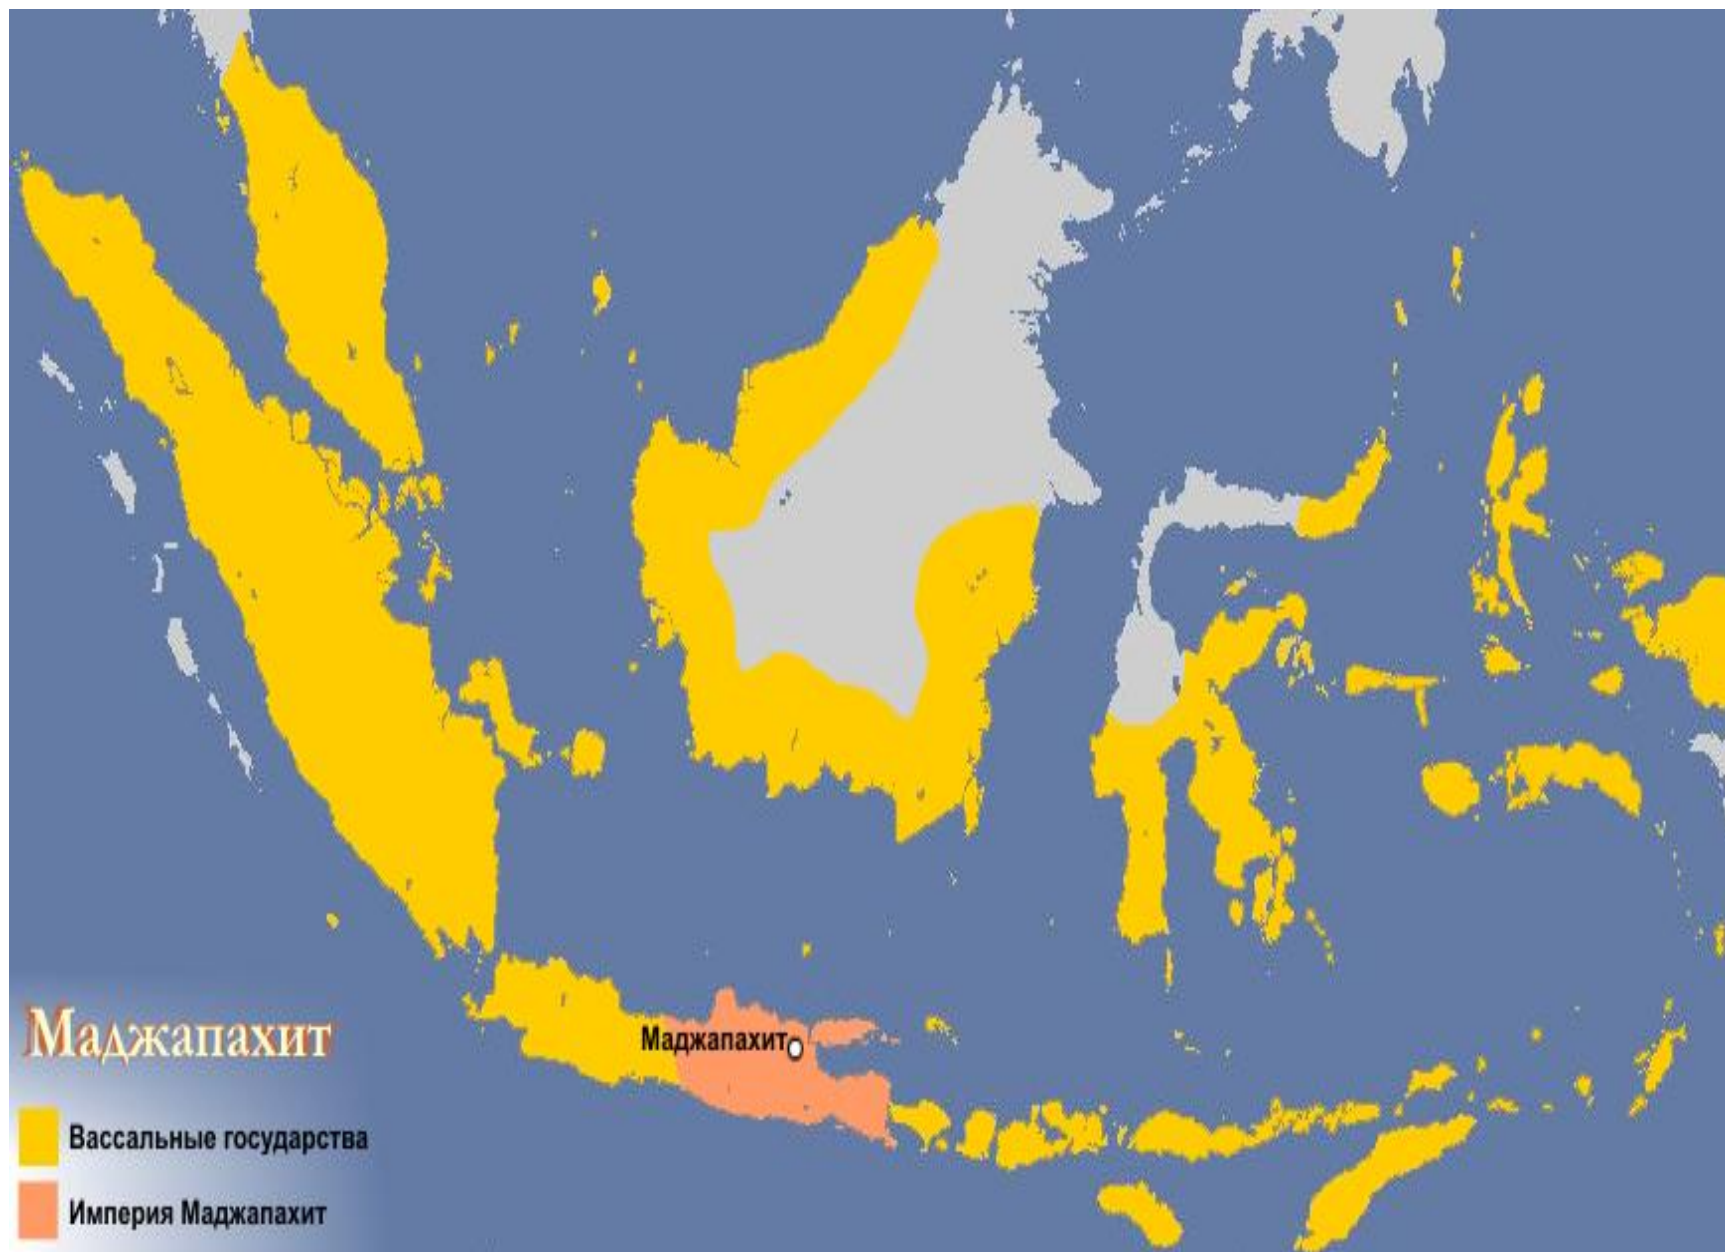 Маджапахит
Маджапахит
Вассальные государства
Империя Маджапахит